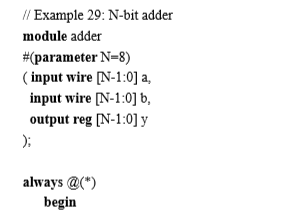 // Example 29: N-bit adder
module adder
#(parameter N=8)
( input wire [N-1:0] a,
input wire [N-1:0] b,
output reg [N-1:0] y
);
always @(*)
begin